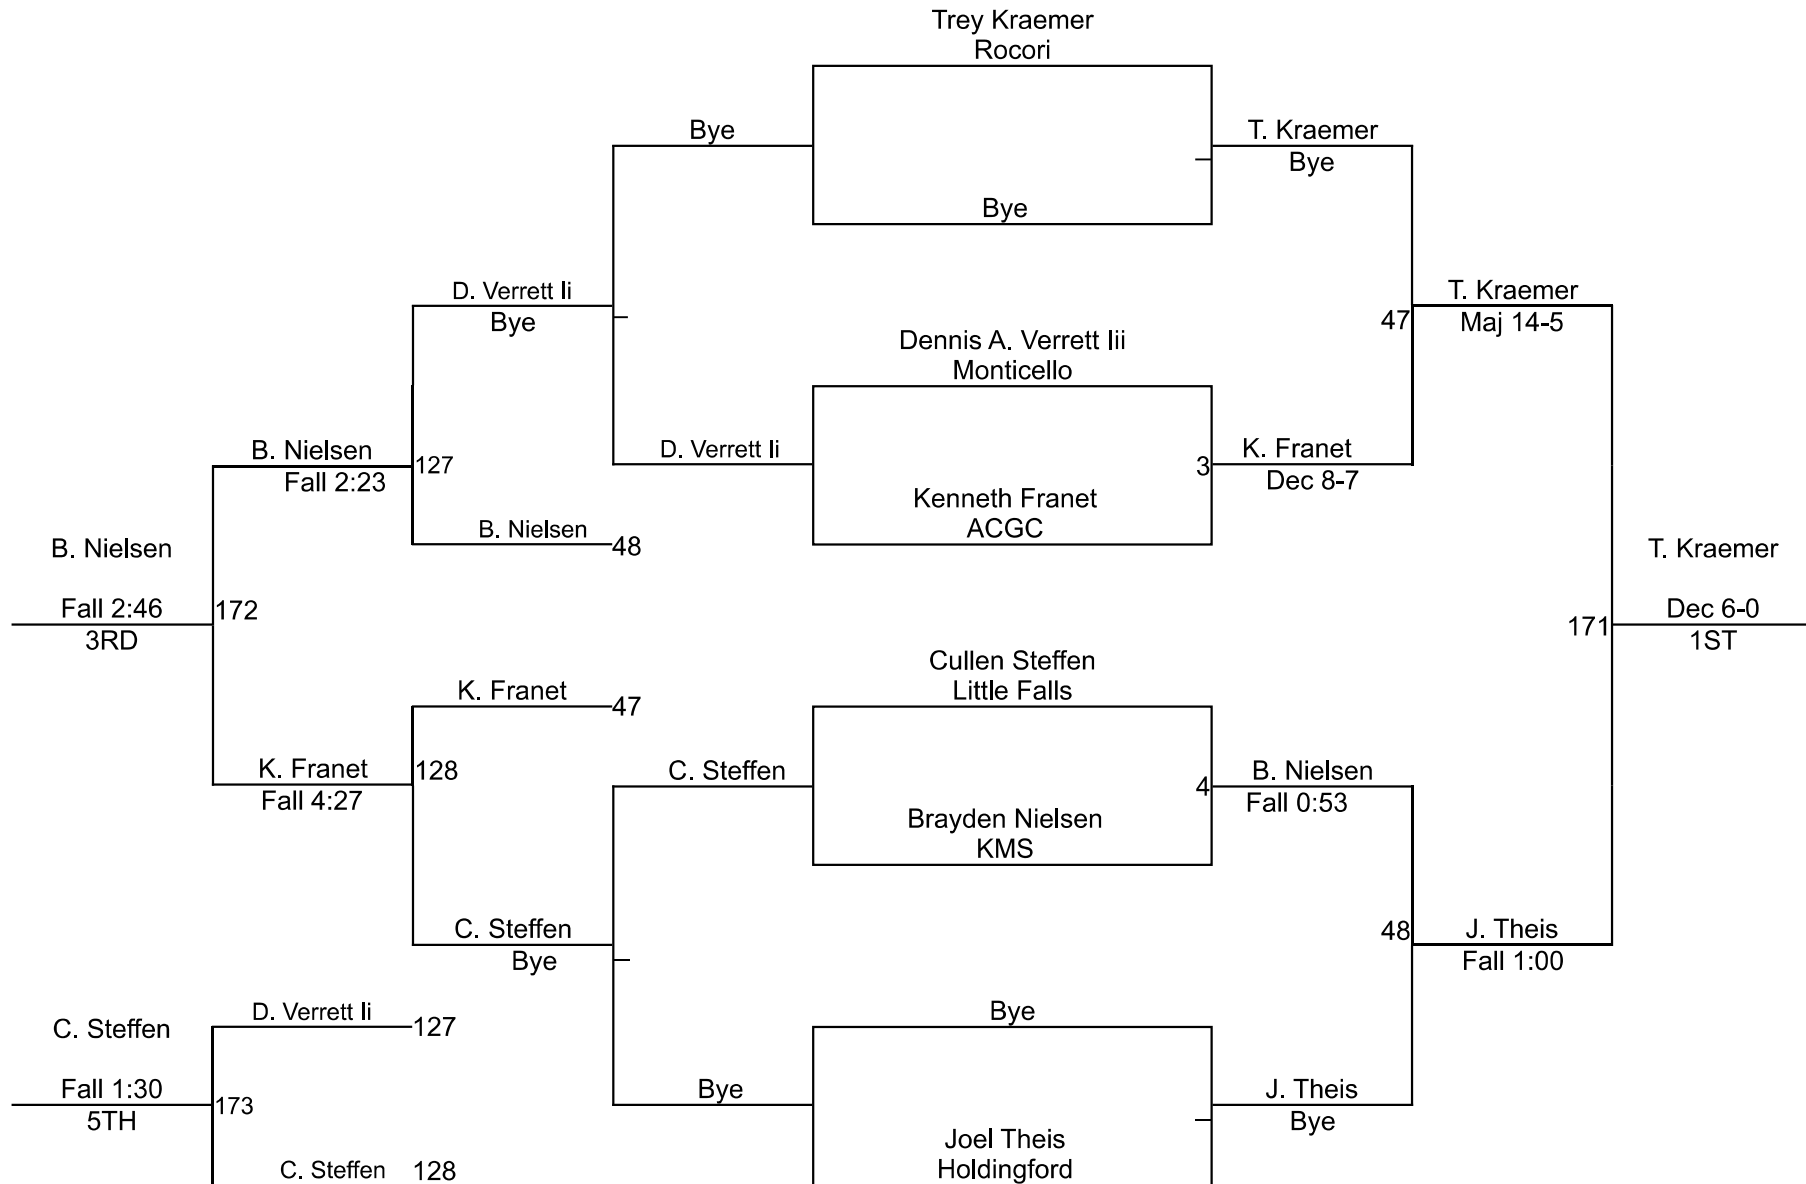 Trey Kraemer
Rocori
Bye
T. Kraemer
Bye
Bye
D. Verrett Ii
Bye
T. Kraemer
47
Maj 14-5
Dennis A. Verrett Iii
Monticello
B. Nielsen
127
Fall 2:23
D. Verrett Ii
3
K. Franet
Dec 8-7
Kenneth Franet
ACGC
B. Nielsen
48
B. Nielsen
T. Kraemer
Fall 2:46
172
3RD
171
Dec 6-0
1ST
Cullen Steffen
Little Falls
K. Franet
47
K. Franet
128
Fall 4:27
C. Steffen
4
B. Nielsen
Fall 0:53
Brayden Nielsen
KMS
C. Steffen
Bye
48
J. Theis
Fall 1:00
D. Verrett Ii
127
C. Steffen
Bye
Fall 1:30
173
5TH
Bye
J. Theis
Bye
Joel Theis
Holdingford
C. Steffen
128